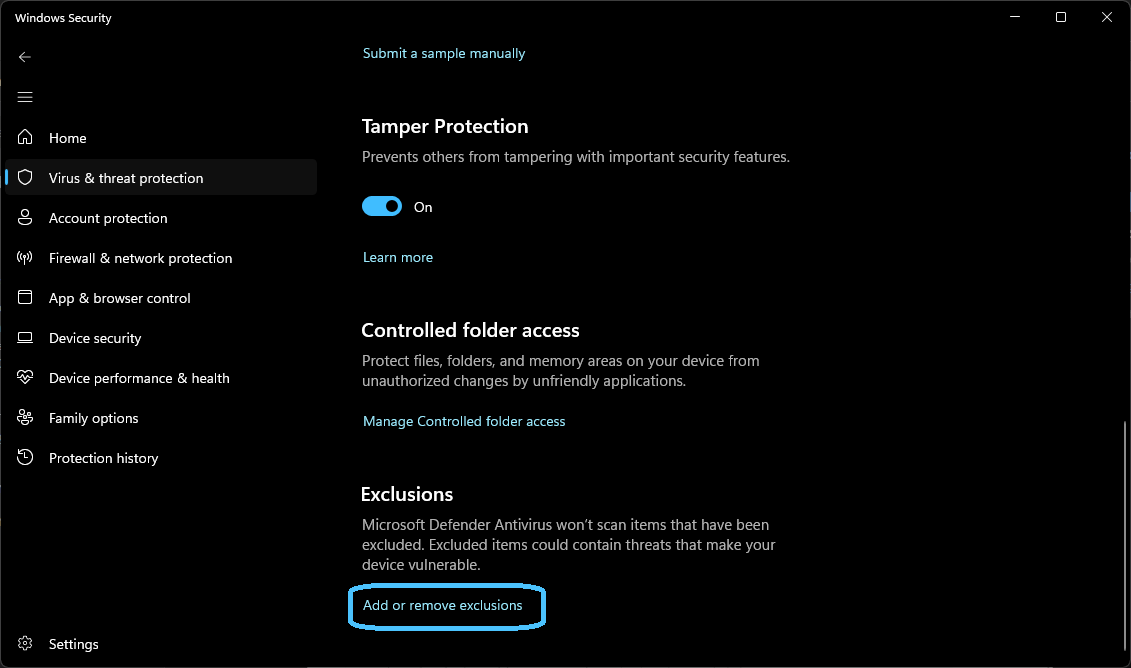 Windows Security
Home
Virus & threat protection
Account protection
Firewall & network protection
App & browser control
Device security
Device performance & health
Family options
Protection history
Settings
Submit a sample manually
Tamper Protection
Prevents others from tampering with important security features.
On
Learn more
Controlled folder access
Protect files, folders, and memory areas on your device from
unauthorized changes by unfriendly applications.
Manage Controlled folder access
Exclusions
Microsoft Defender Antivirus won't scan items that have been
excluded. Excluded items could contain threats that make your
device vulnerable.
Add or remove exclusions